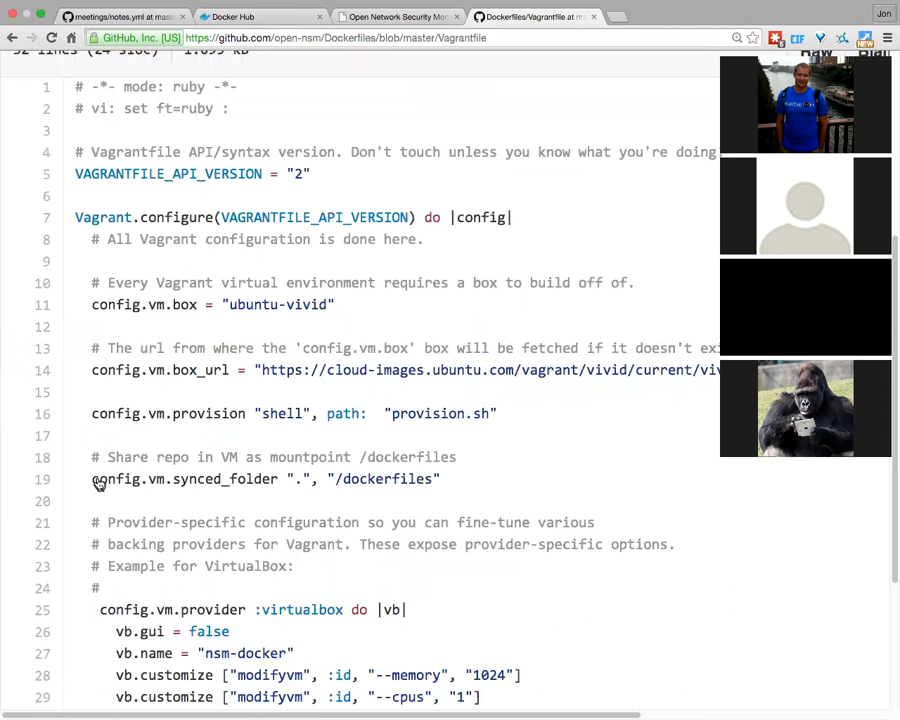 meetings/notes.yml at mast
Docker Hub
Open Network Security Mon
Dockerfiles/Vagrantfile at m
Jon
GitHub, Inc. [US]
https://github.com/open-nsm/Dockerfiles/blob/master/Vagrantfile
CIF
NEW
1 # -*- mode: ruby -*-
2 # vi: set ft=ruby :
3
4 # Vagrantfile API/syntax version. Don't touch unless you know what you're doing.
5 VAGRANTFILE_API_VERSION = "2"
6
7 Vagrant.configure(VAGRANTFILE_API_VERSION) do |config|
8 # All Vagrant configuration is done here.
9
10 # Every Vagrant virtual environment requires a box to build off of.
11 config.vm.box = "ubuntu-vivid"
12
13 # The url from where the 'config.vm.box' box will be fetched if it doesn't exi
14 config.vm.box_url = "https://cloud-images.ubuntu.com/vagrant/vivid/current/viv
15
16 config.vm.provision "shell", path: "provision.sh"
17
18 # Share repo in VM as mountpoint /dockerfiles
19 config.vm.synced_folder ".", "/dockerfiles"
20
21 # Provider-specific configuration so you can fine-tune various
22 # backing providers for Vagrant. These expose provider-specific options.
23 # Example for VirtualBox:
24 #
25 config.vm.provider :virtualbox do |vb|
26 vb.gui = false
27 vb.name = "nsm-docker"
28 vb.customize ["modifyvm", :id, "--memory", "1024"]
29 vb.customize ["modifyvm", :id, "--cpus", "1"]